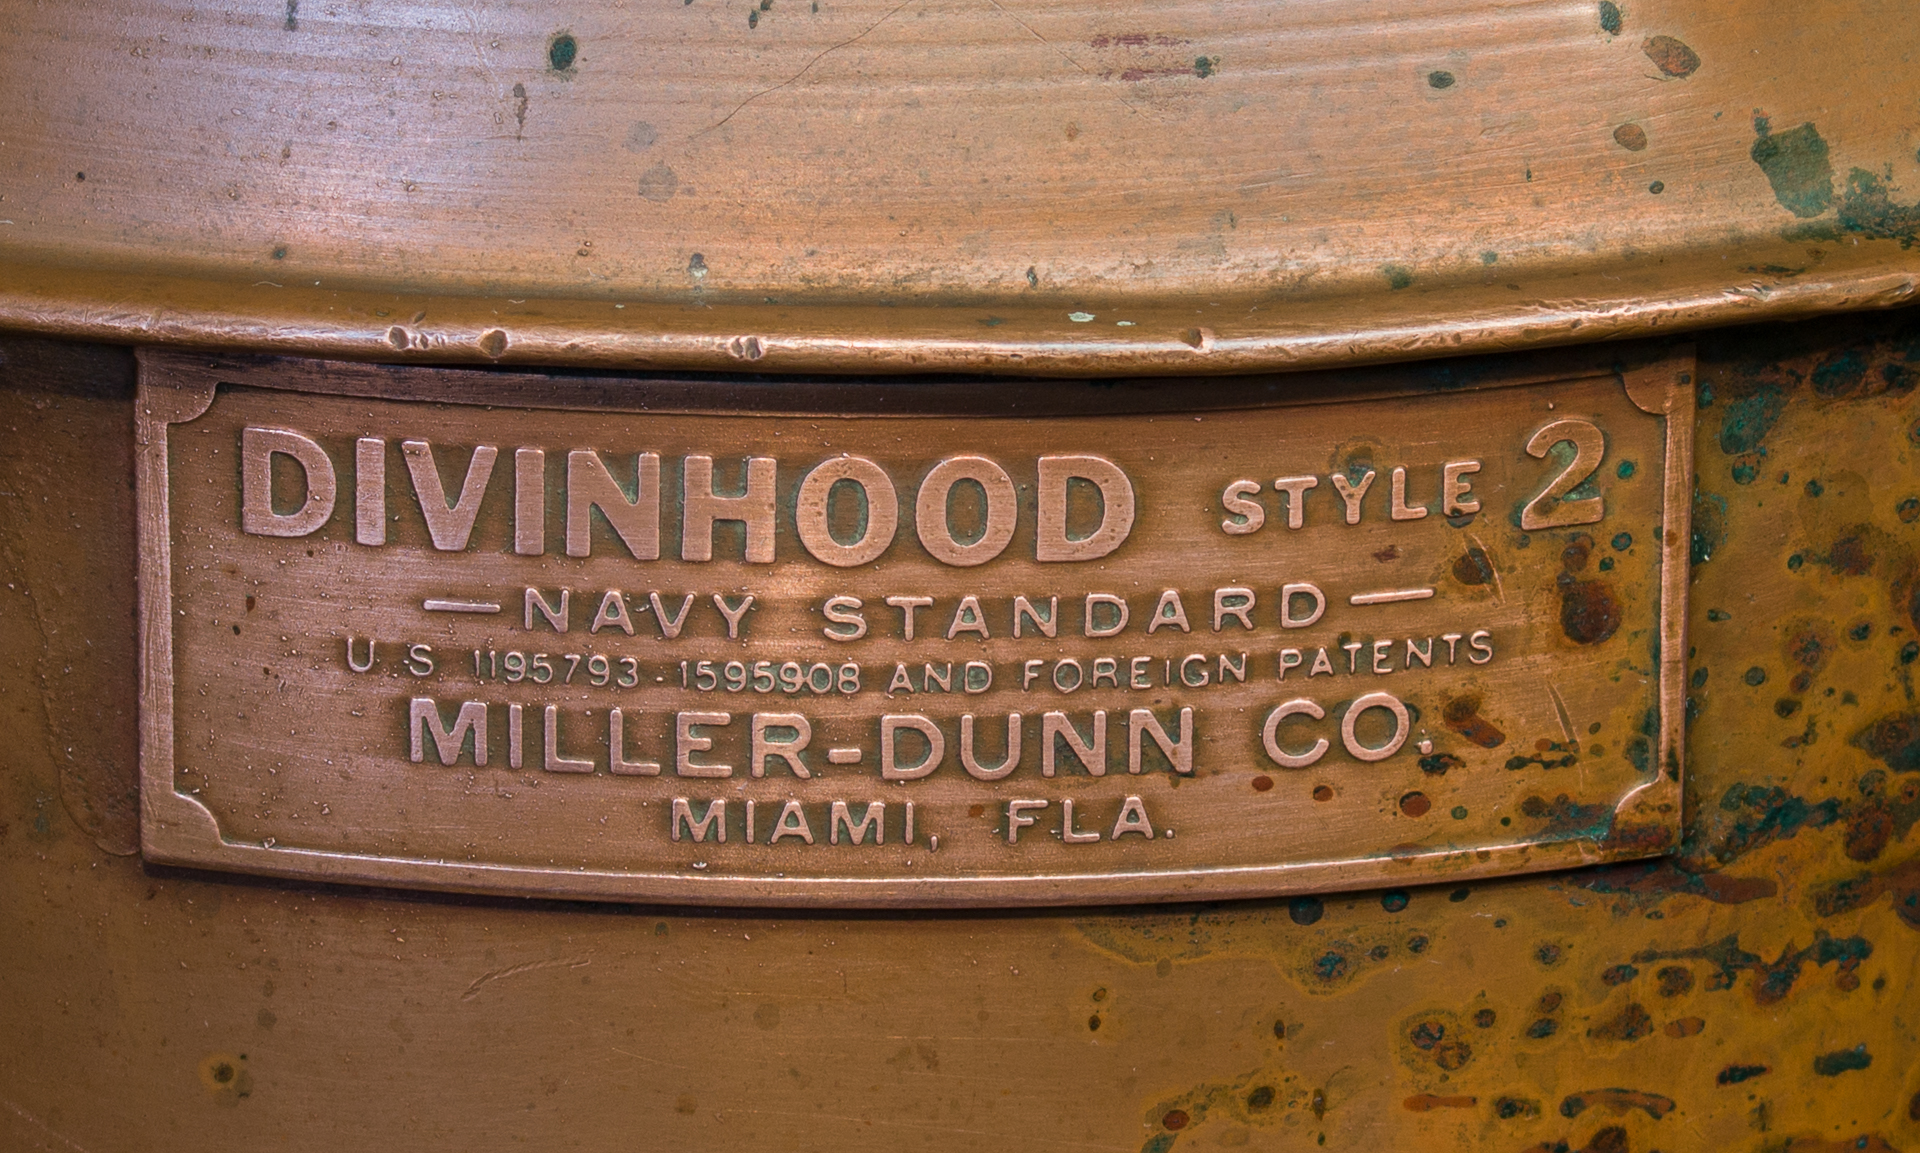 DIVINHOOD STYLE 2
—NAVY STANDARD—
U.S 1195793 - 1595908 AND FOREIGN PATENTS
MILLER-DUNN CO.
MIAMI, FLA.